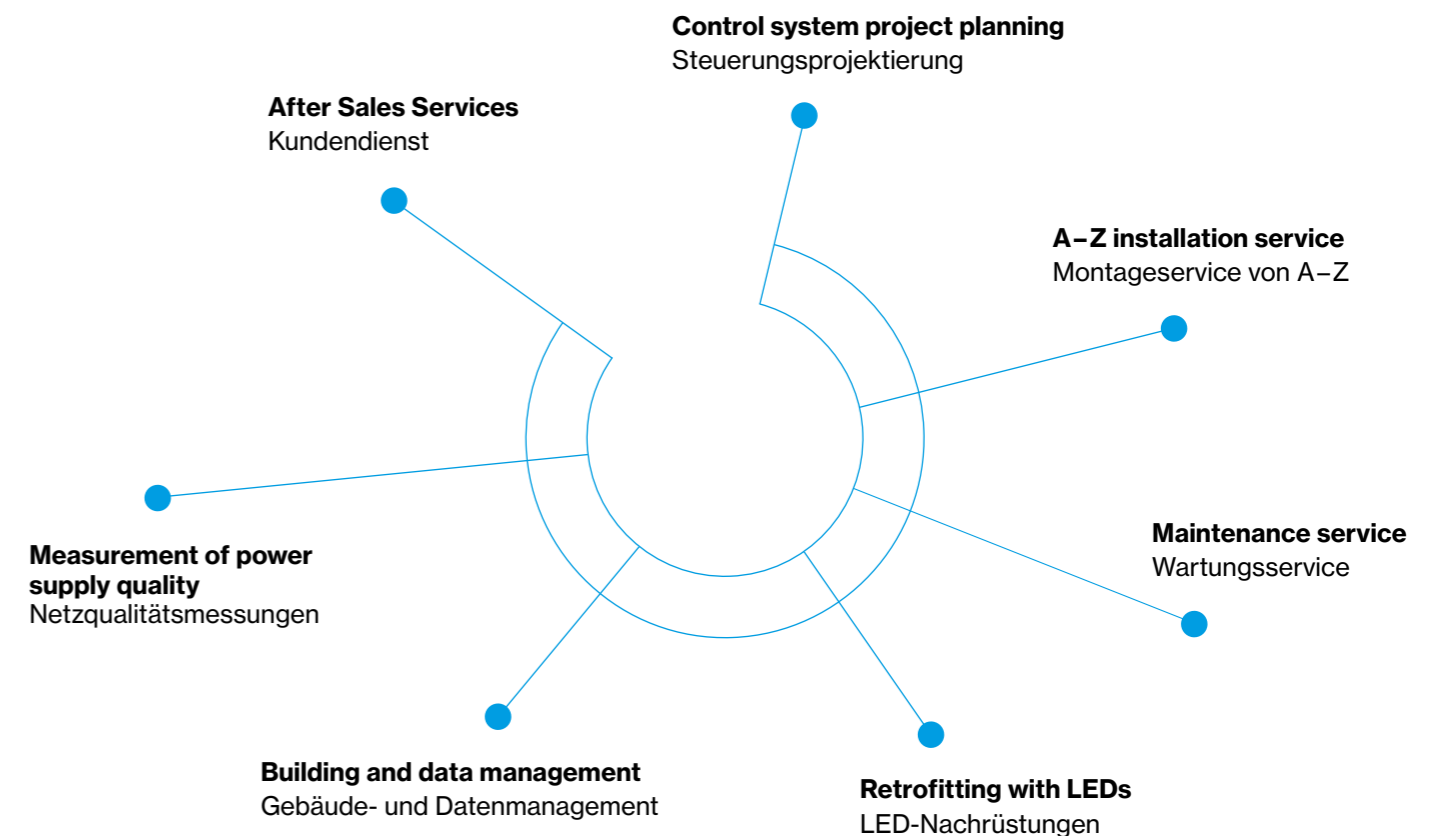 Control system project planning
Steuerungsprojektierung
After Sales Services
Kundendienst
A–Z installation service
Montageservice von A–Z
Maintenance service
Wartungsservice
Measurement of power
supply quality
Netzqualitätsmessungen
Building and data management
Gebäude- und Datenmanagement
Retrofitting with LEDs
LED-Nachrüstungen